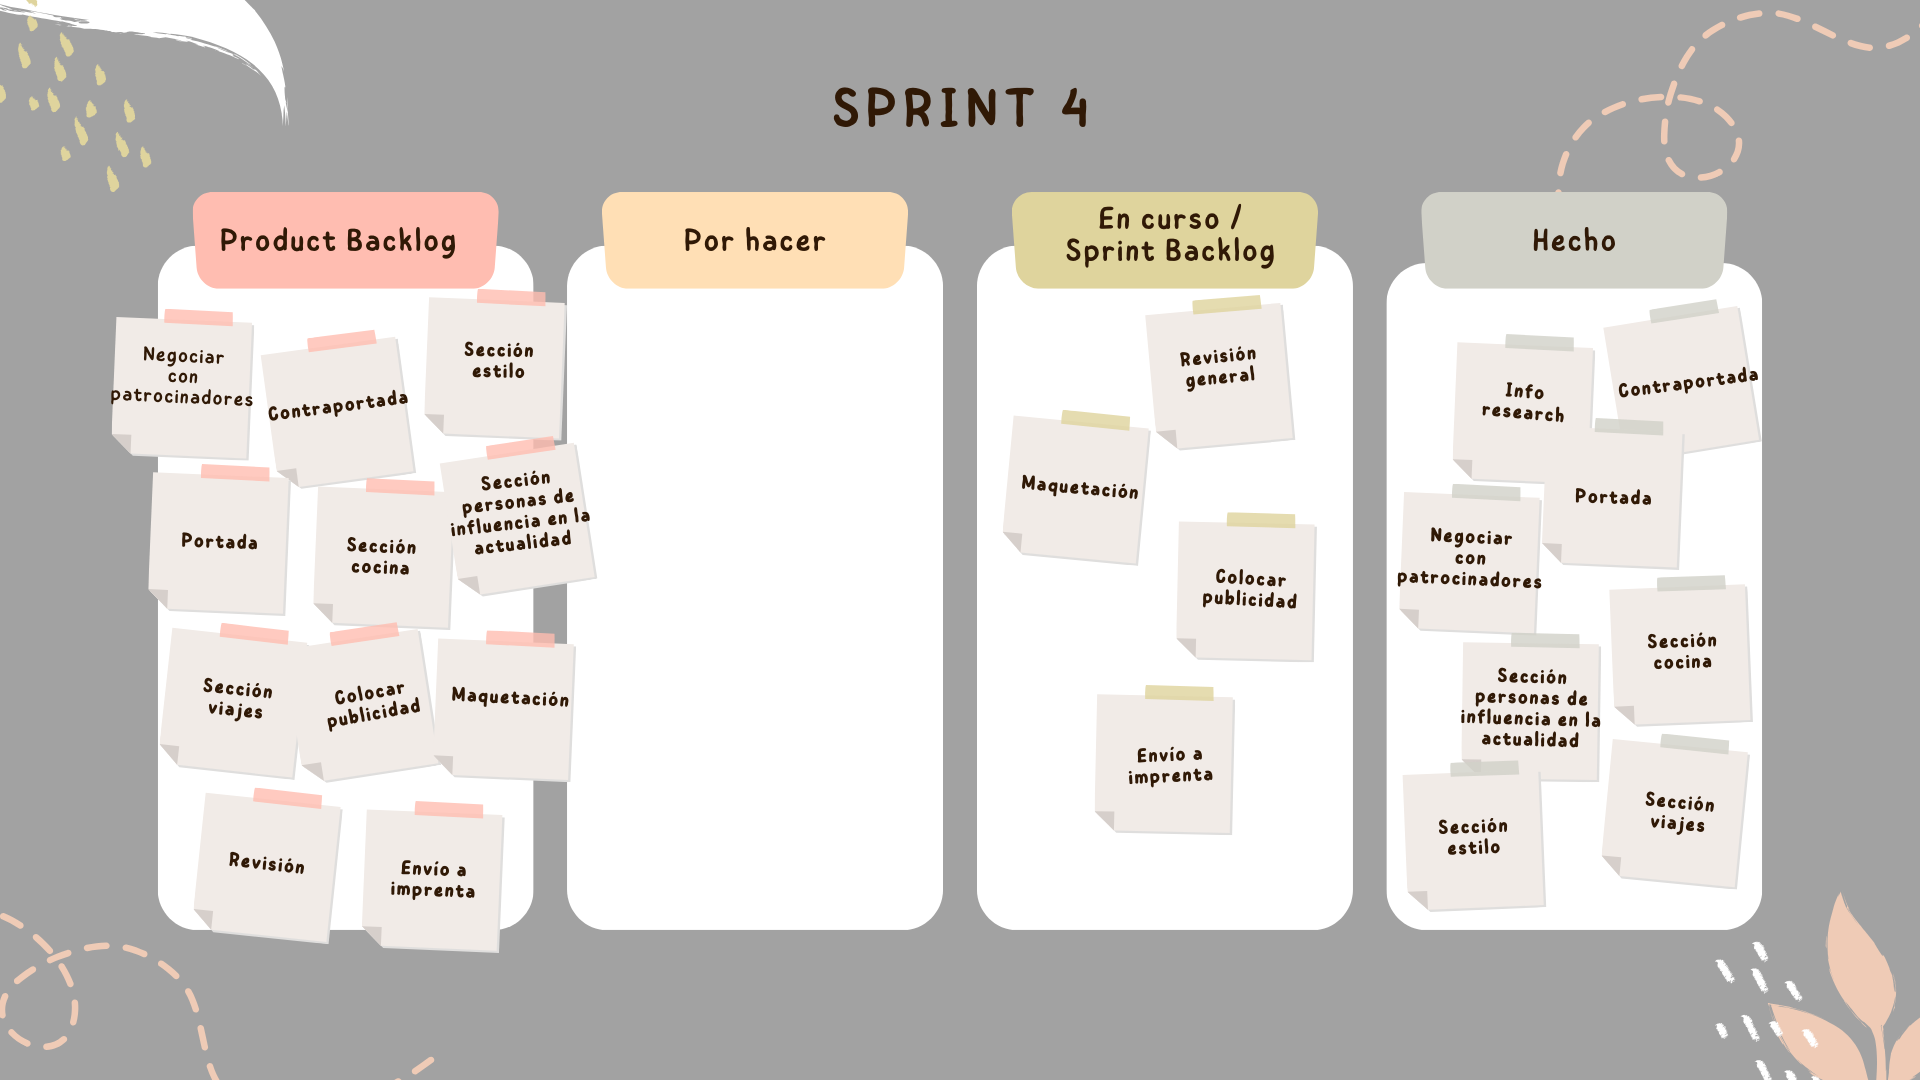 SPRINT 4
Product Backlog
Negociar
con
patrocinadores
Contraportada
Sección
estilo
Portada
Sección
cocina
Sección
personas de
influencia en la
actualidad
Sección
viajes
Colocar
publicidad
Maquetación
Revisión
Envío a
imprenta
Por hacer
En curso /
Sprint Backlog
Revisión
general
Maquetación
Colocar
publicidad
Envío a
imprenta
Hecho
Info
research
Contraportada
Portada
Negociar
con
patrocinadores
Sección
cocina
Sección
personas de
influencia en la
actualidad
Sección
estilo
Sección
viajes